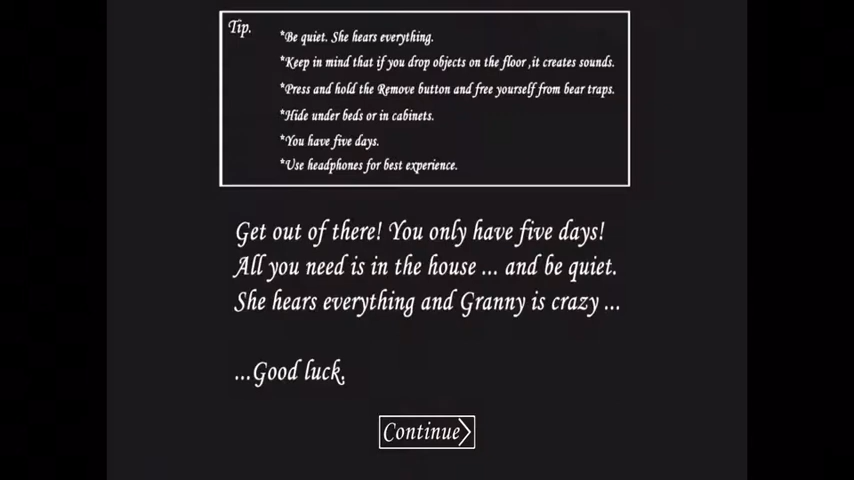 Tip.
*Be quiet. She hears everything.
*Keep in mind that if you drop objects on the floor ,it creates sounds.
*Press and hold the Remove button and free yourself from bear traps.
*Hide under beds or in cabinets.
*You have five days.
*Use headphones for best experience.
Get out of there! You only have five days!
All you need is in the house ... and be quiet.
She hears everything and Granny is crazy ...
...Good luck.
Continue